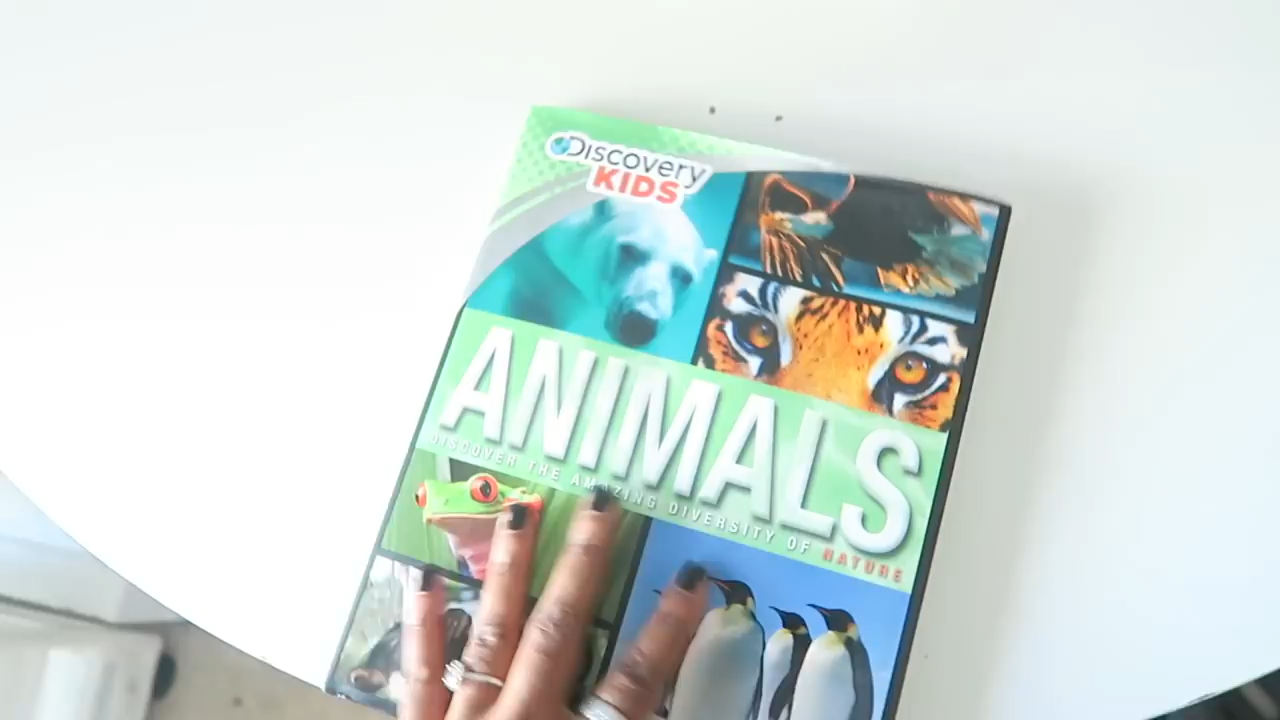 Discovery
KIDS
ANIMALS
DISCOVER THE AMAZING DIVERSITY OF NATURE